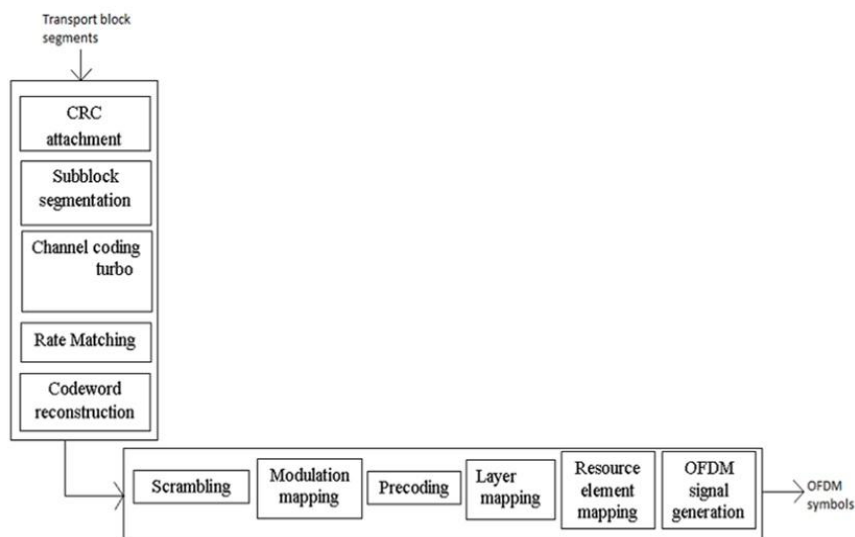 Transport block
segments
CRC
attachment
Subblock
segmentation
Channel coding
turbo
Rate Matching
Codeword
reconstruction
Scrambling
Modulation
mapping
Precoding
Layer
mapping
Resource
element
mapping
OFDM
signal
generation
OFDM
symbols